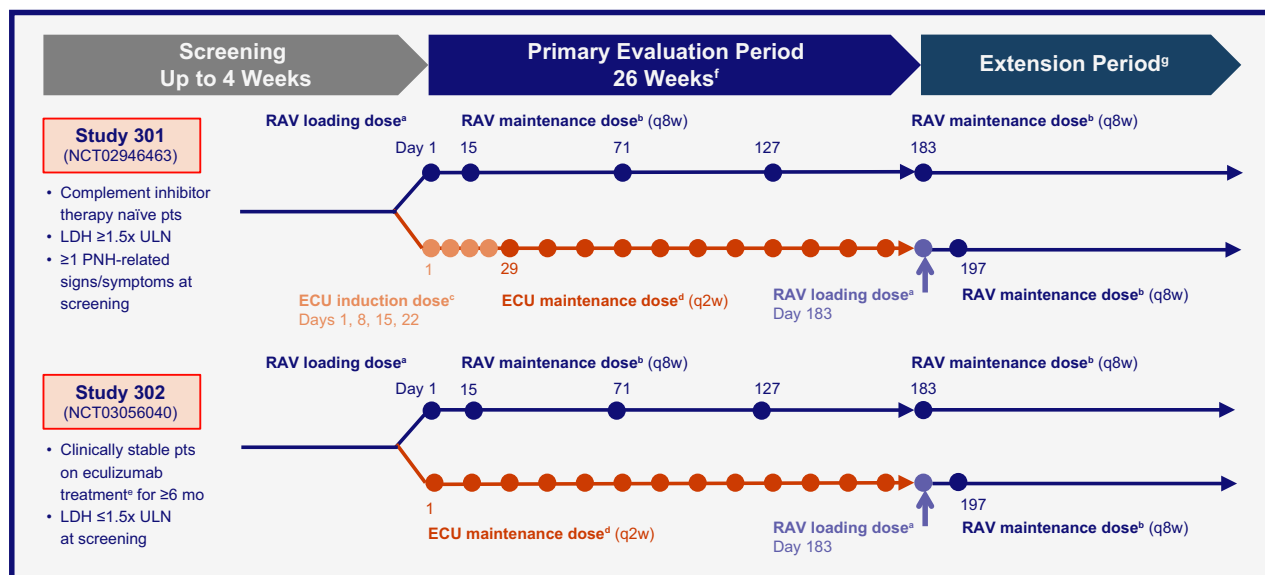 Screening
Up to 4 Weeks
Primary Evaluation Period
26 Weeksᶠ
Extension Periodᵍ
Study 301
(NCT02946463)
• Complement inhibitor
therapy naïve pts
• LDH ≥1.5x ULN
• ≥1 PNH-related
signs/symptoms at
screening
RAV loading doseᵃ
RAV maintenance doseᵇ (q8w)
RAV maintenance doseᵇ (q8w)
Day 1 15 71 127 183
1 29 197
ECU induction doseᶜ
Days 1, 8, 15, 22
ECU maintenance doseᵈ (q2w)
RAV loading doseᵃ
Day 183
RAV maintenance doseᵇ (q8w)
Study 302
(NCT03056040)
• Clinically stable pts
on eculizumab
treatmentᵉ for ≥6 mo
• LDH ≤1.5x ULN
at screening
RAV loading doseᵃ
RAV maintenance doseᵇ (q8w)
RAV maintenance doseᵇ (q8w)
Day 1 15 71 127 183
1 197
ECU maintenance doseᵈ (q2w)
RAV loading doseᵃ
Day 183
RAV maintenance doseᵇ (q8w)